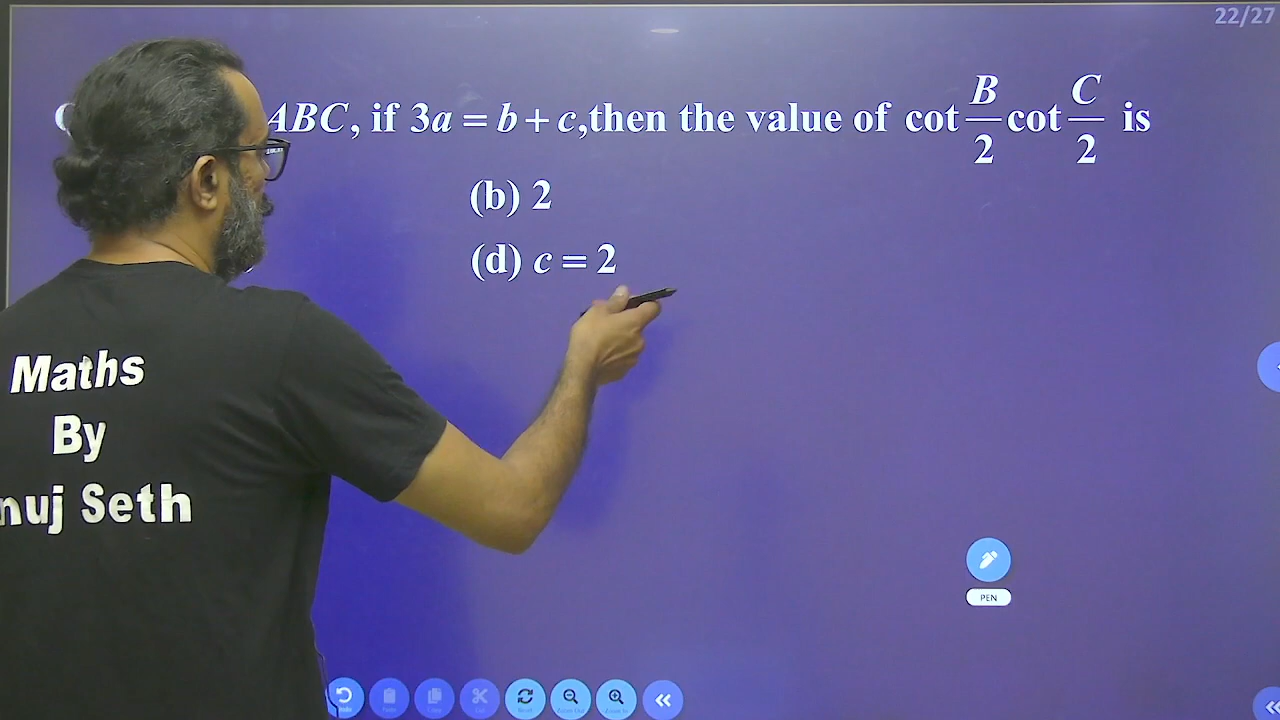 22/27
ABC, if 3a = b + c, then the value of cot B/2 cot C/2 is
(b) 2
(d) c = 2
Maths
By
nuj Seth
PEN